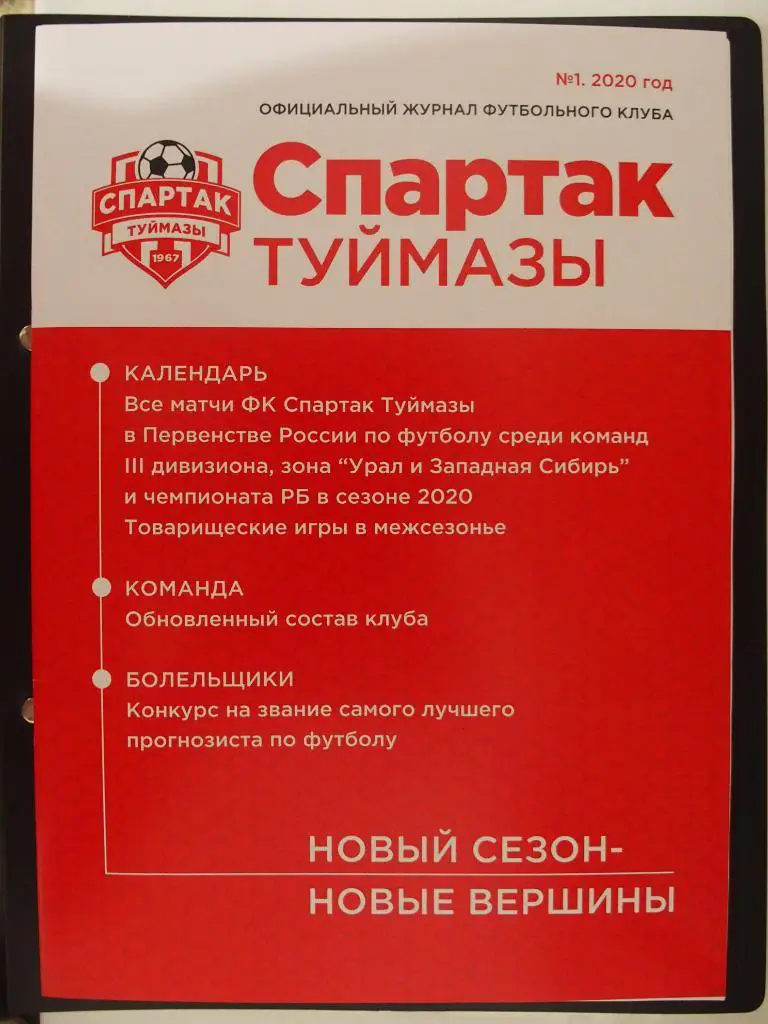 №1. 2020 год
ОФИЦИАЛЬНЫЙ ЖУРНАЛ ФУТБОЛЬНОГО КЛУБА
СПАРТАК
ТУЙМАЗЫ
1967
Спартак
ТУЙМАЗЫ
КАЛЕНДАРЬ
Все матчи ФК Спартак Туймазы
в Первенстве России по футболу среди команд
III дивизиона, зона “Урал и Западная Сибирь”
и чемпионата РБ в сезоне 2020
Товарищеские игры в межсезонье
КОМАНДА
Обновленный состав клуба
БОЛЕЛЬЩИКИ
Конкурс на звание самого лучшего
прогнозиста по футболу
НОВЫЙ СЕЗОН-
НОВЫЕ ВЕРШИНЫ